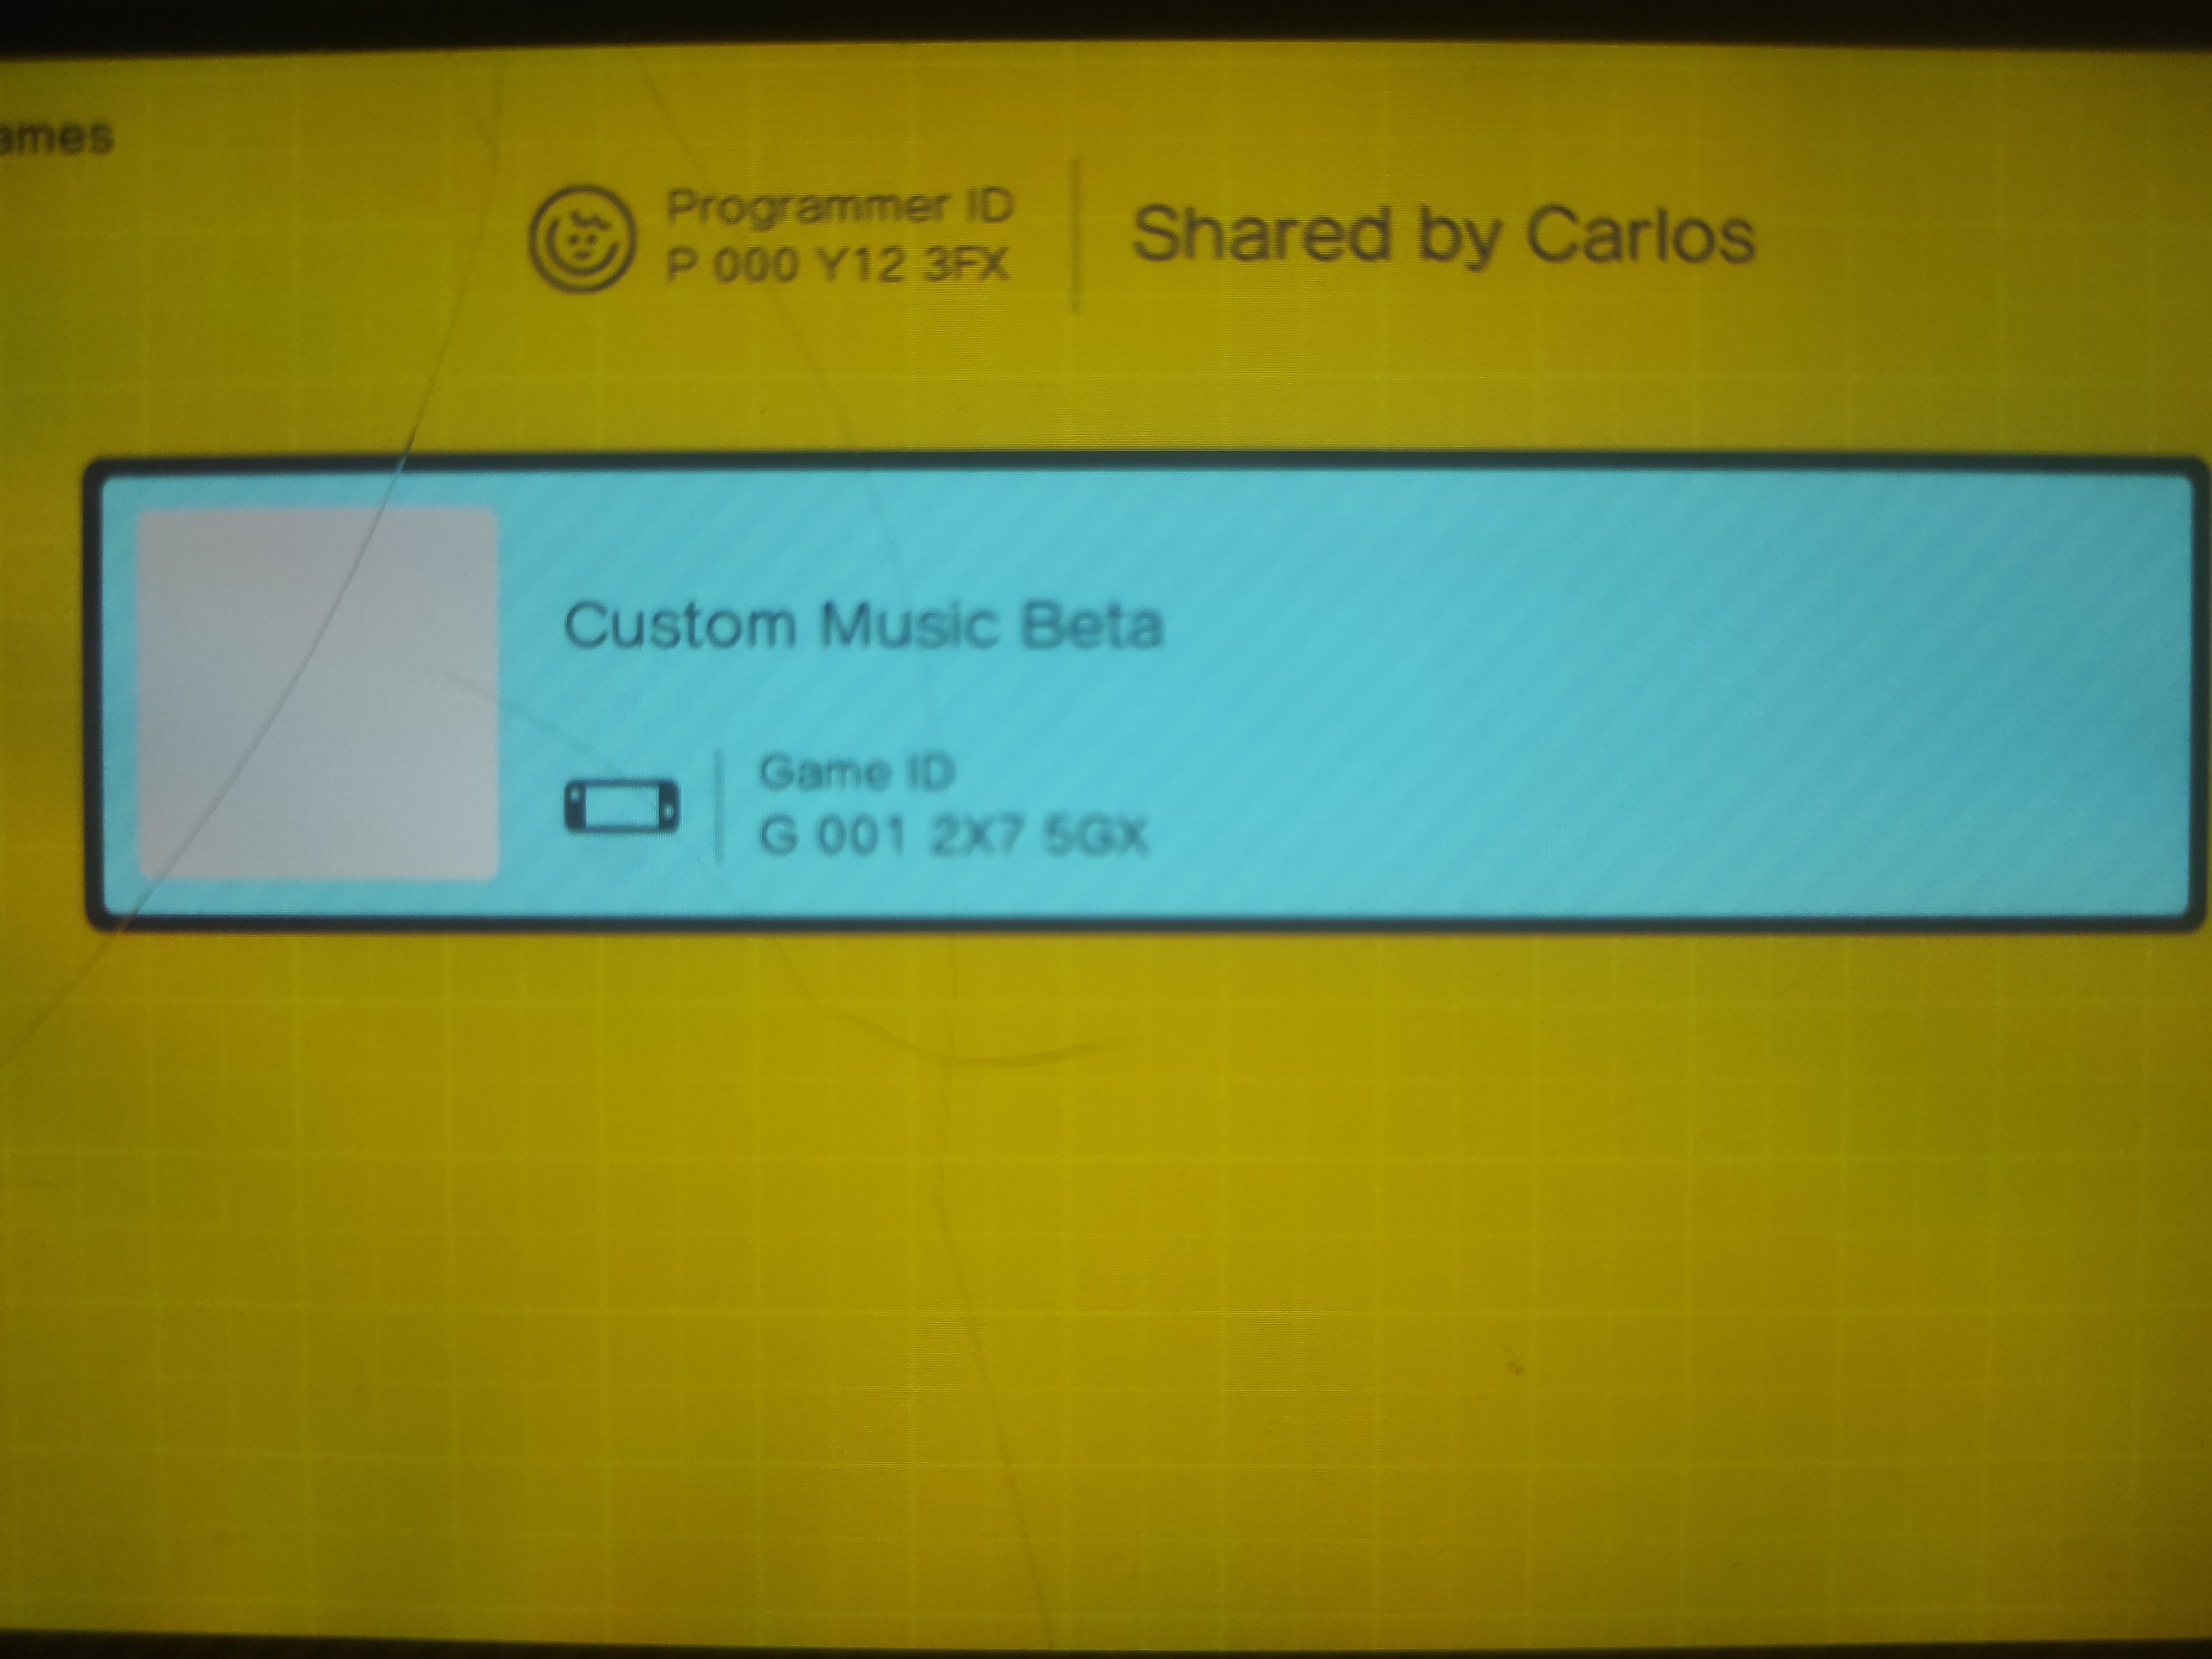 ames
Programmer ID
P 000 Y12 3FX
Shared by Carlos
Custom Music Beta
Game ID
G 001 2X7 5GX